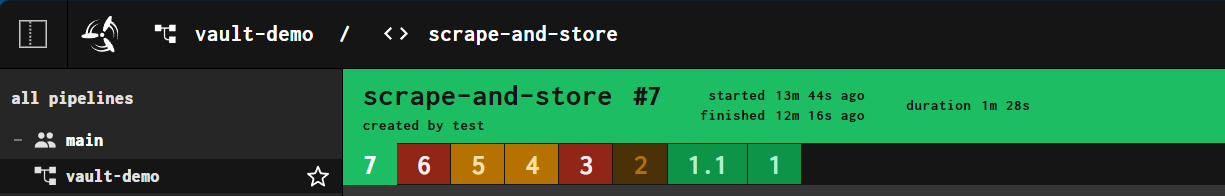 vault-demo / <> scrape-and-store
all pipelines
main
vault-demo
scrape-and-store #7
created by test
started 13m 44s ago
finished 12m 16s ago
duration 1m 28s
7 6 5 4 3 2 1.1 1